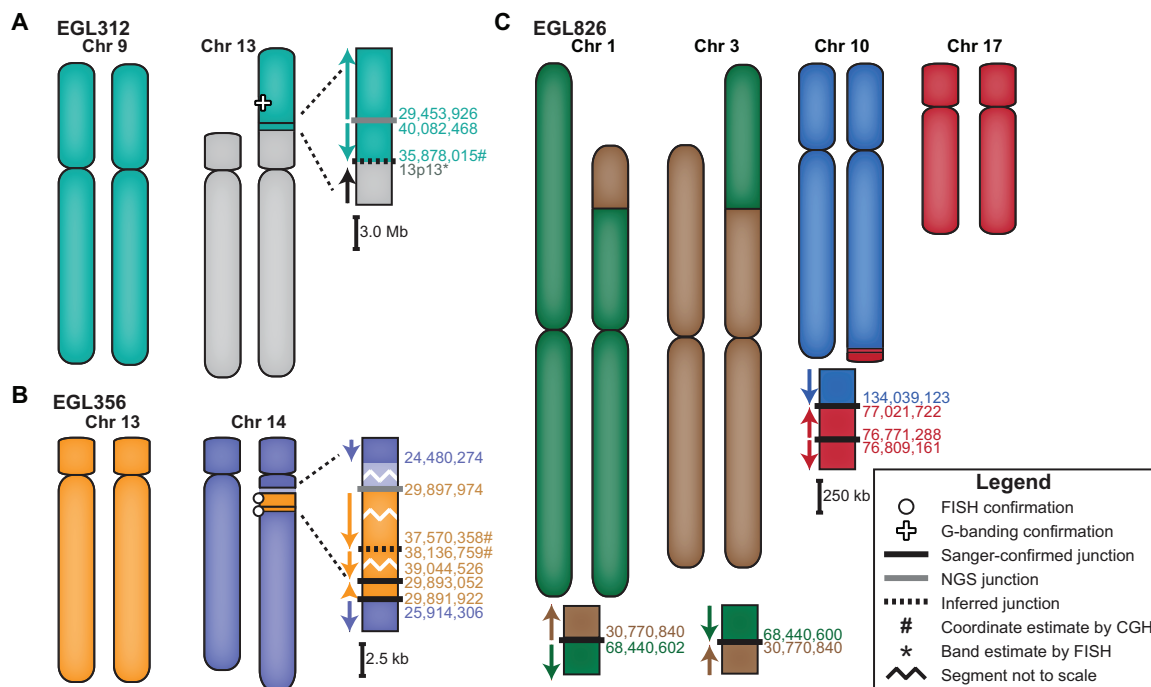 A
EGL312
Chr 9
Chr 13
29,453,926
40,082,468
35,878,015#
13p13*
3.0 Mb
B
EGL356
Chr 13
Chr 14
24,480,274
29,897,974
37,570,358#
38,136,759#
39,044,526
29,893,052
29,891,922
25,914,306
2.5 kb
C
EGL826
Chr 1
Chr 3
Chr 10
Chr 17
134,039,123
77,021,722
76,771,288
76,809,161
250 kb
30,770,840
68,440,602
68,440,600
30,770,840
Legend
FISH confirmation
G-banding confirmation
Sanger-confirmed junction
NGS junction
Inferred junction
# Coordinate estimate by CGH
* Band estimate by FISH
Segment not to scale